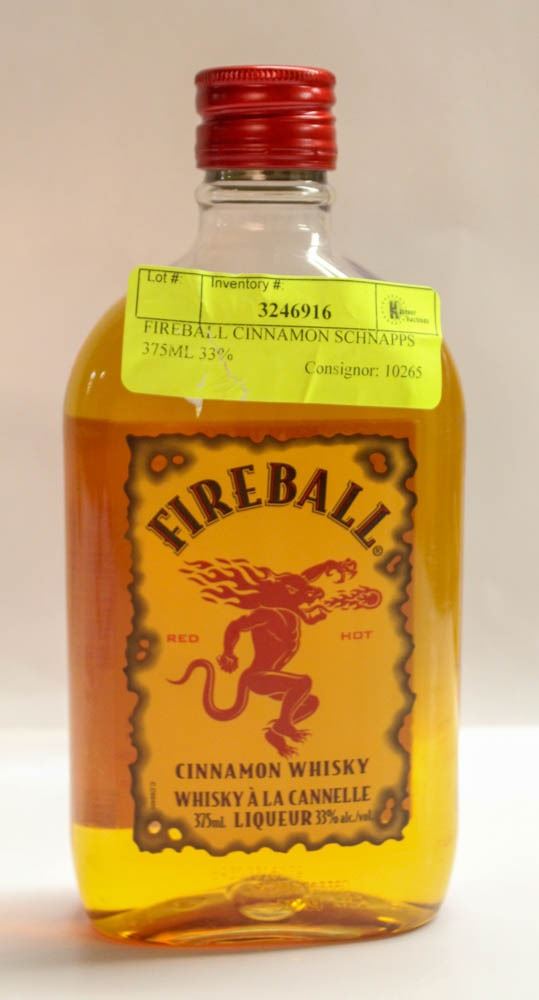 Lot #: Inventory #:
3246916
FIREBALL CINNAMON SCHNAPPS
375ML 33%
Consignor: 10265
FIREBALL®
RED HOT
CINNAMON WHISKY
WHISKY À LA CANNELLE
375mL LIQUEUR 33% alc./vol.